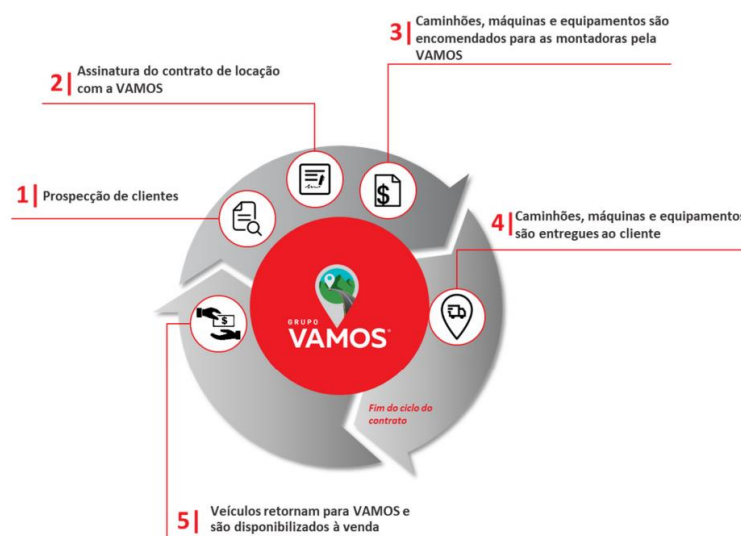 1 | Prospecção de clientes
2 | Assinatura do contrato de locação
com a VAMOS
3 | Caminhões, máquinas e equipamentos são
encomendados para as montadoras pela
VAMOS
4 | Caminhões, máquinas e equipamentos
são entregues ao cliente
5 | Veículos retornam para VAMOS e
são disponibilizados à venda
$
$
GRUPO
VAMOS
Fim do ciclo do
contrato